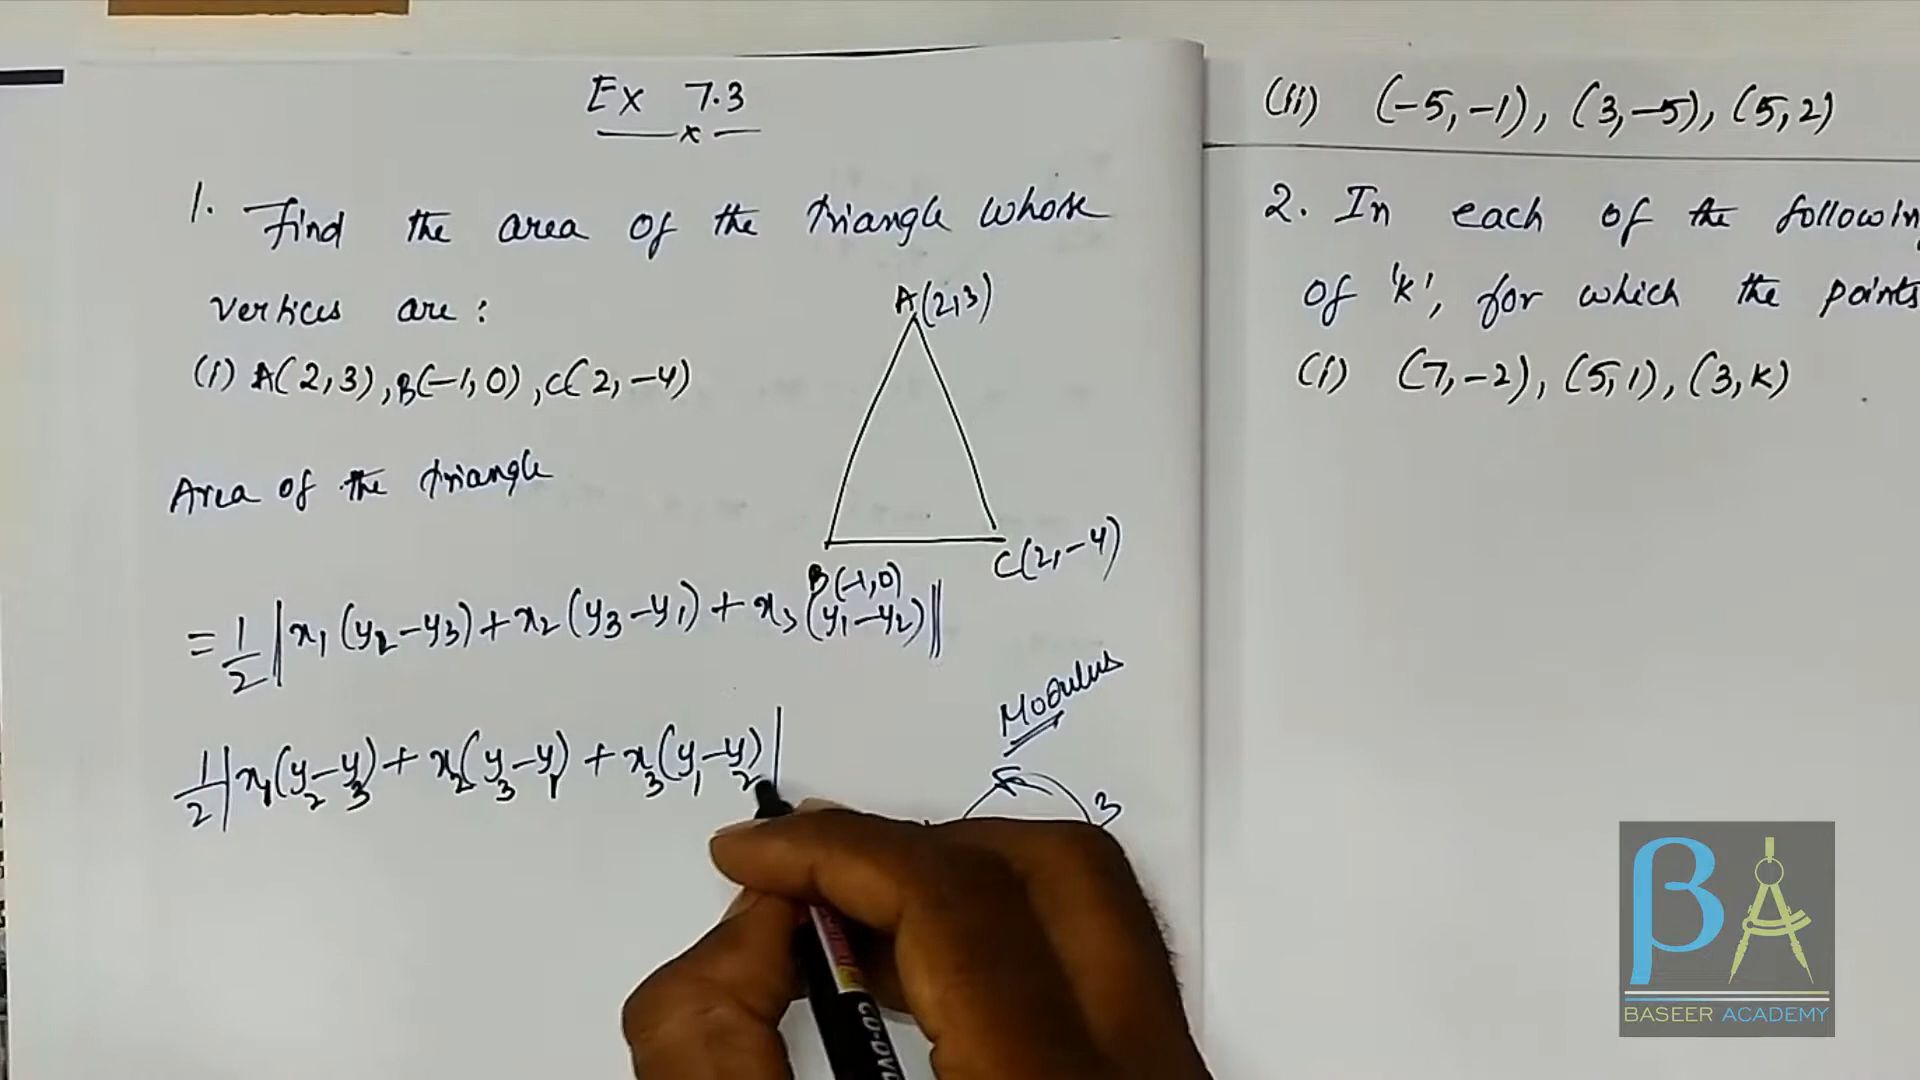 Ex 7.3
x
1. Find the area of the triangle whose
vertices are :
(i) A(2,3), B(-1,0), C(2,-4)
A(2,3)
B(-1,0)
C(2,-4)
Area of the triangle
= 1/2 | x₁(y₂-y₃) + x₂(y₃-y₁) + x₃(y₁-y₂) |
1/2 | x₁(y₂-y₃) + x₂(y₃-y₁) + x₃(y₁-y₂) |
Modulus
3
(ii) (-5,-1), (3,-5), (5,2)
2. In each of the
of 'k', for which the points
(i) (7,-2), (5,1), (3,k)
βA
BASEER ACADEMY
CD-DVD